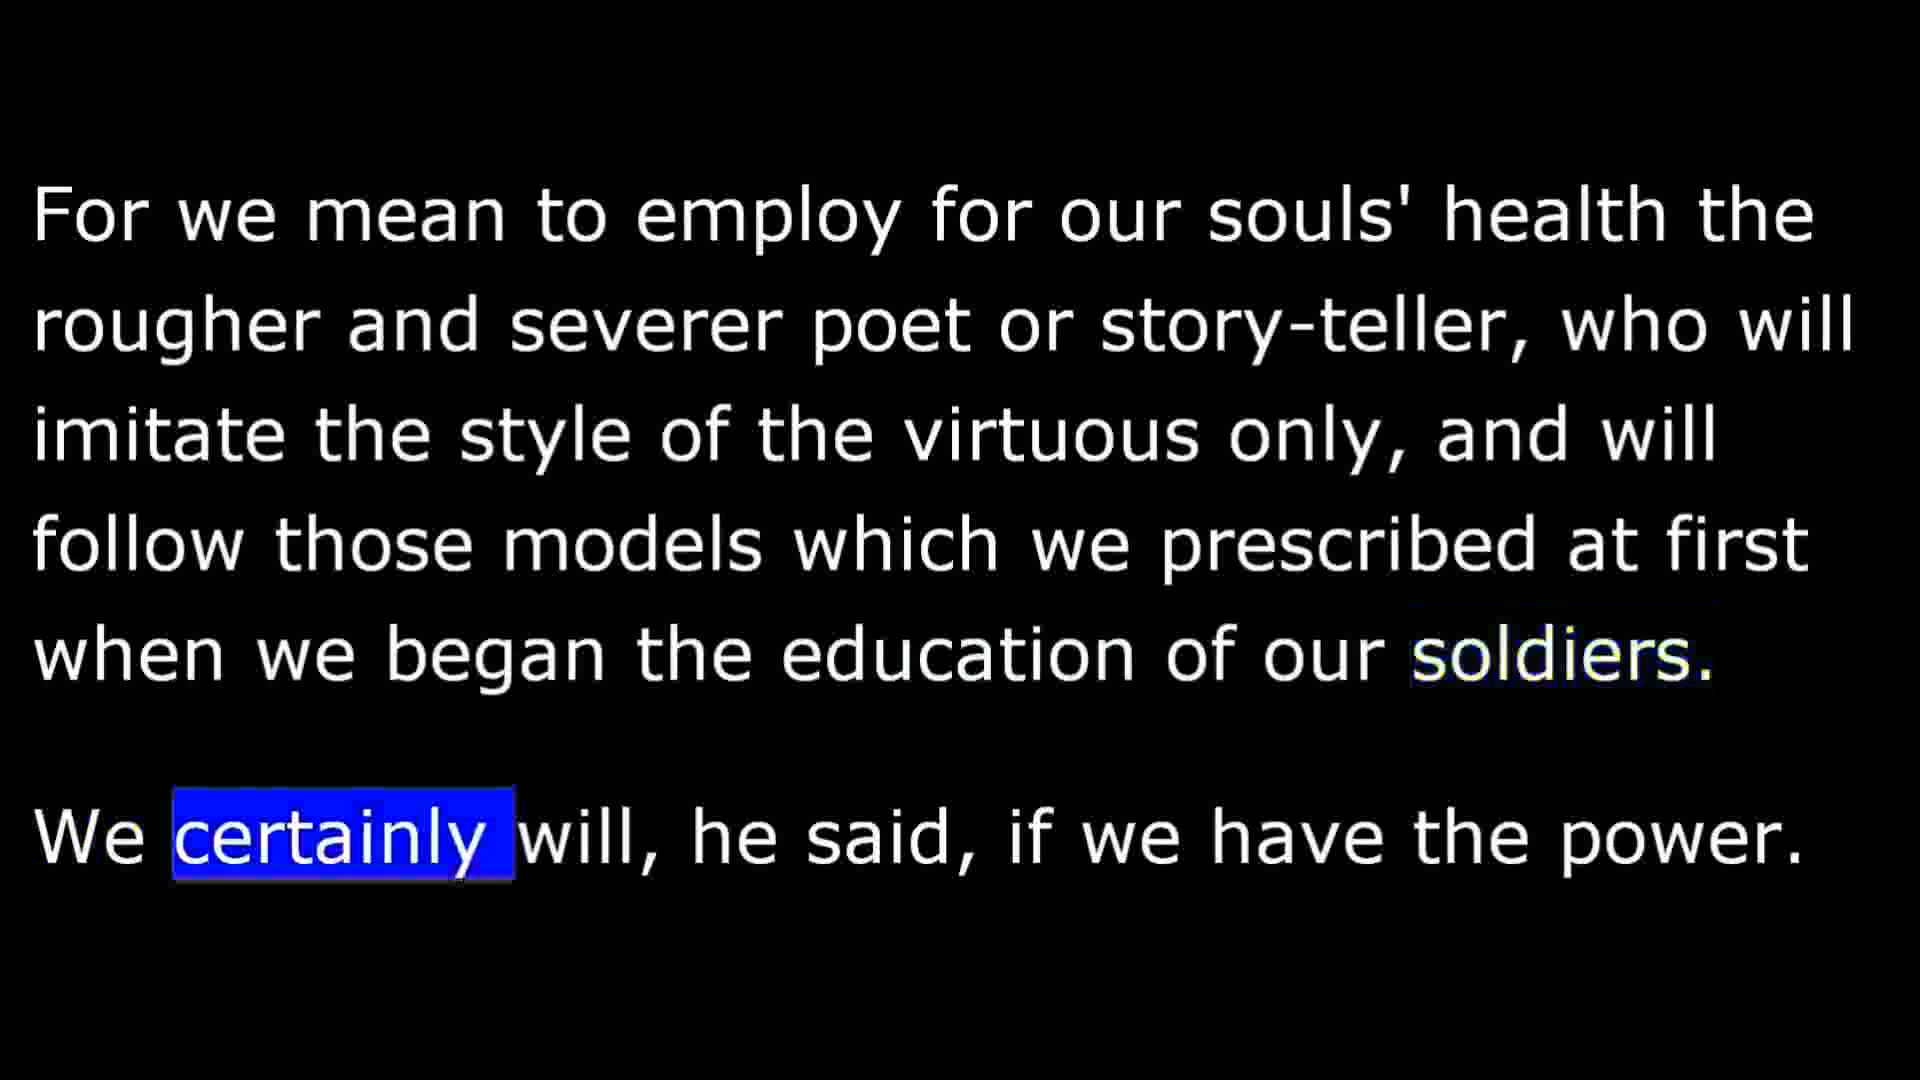 For we mean to employ for our souls' health the
rougher and severer poet or story-teller, who will
imitate the style of the virtuous only, and will
follow those models which we prescribed at first
when we began the education of our soldiers.
We certainly will, he said, if we have the power.